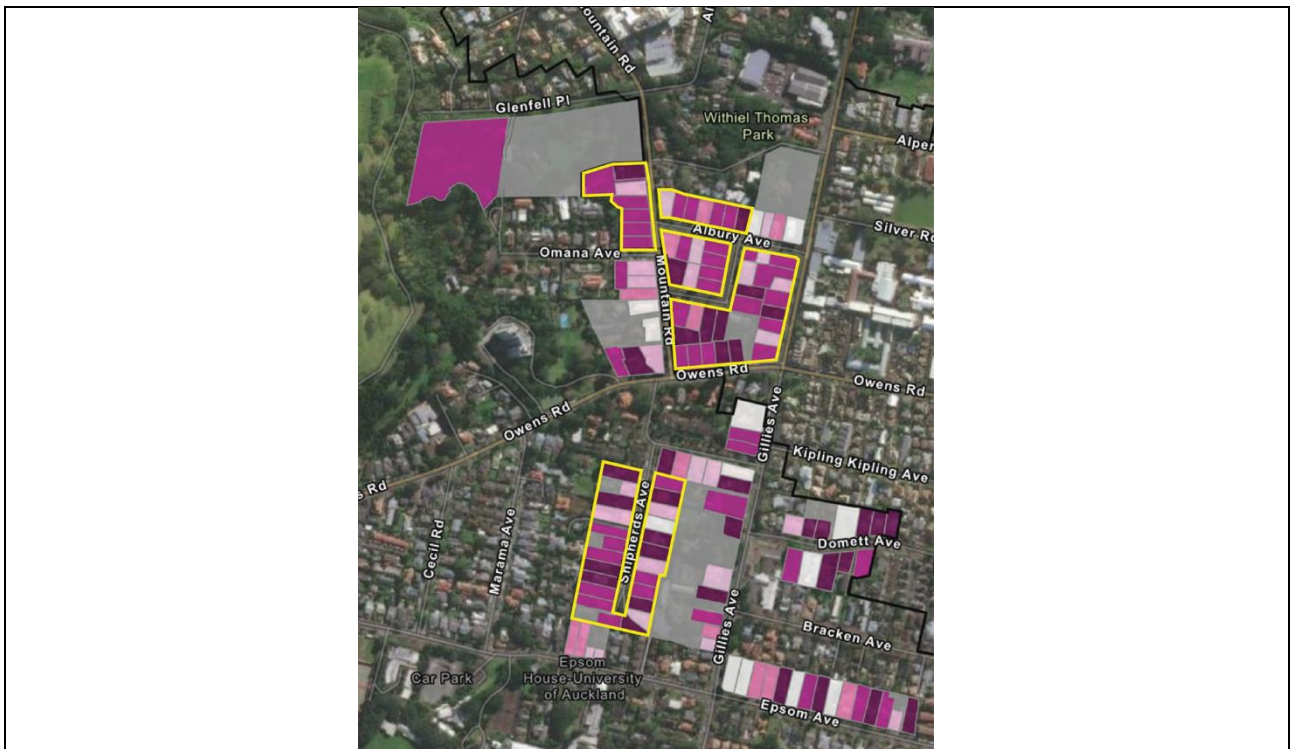 Mountain Rd
Glenfell Pl
Withiel Thomas
Park
Silver Rd
Albury Ave
Omana Ave
Mountain Rd
Owens Rd
Owens Rd
Owens Rd
Gillies Ave
Kipling Kipling Ave
s Rd
Shipherds Ave
Cecil Rd
Marama Ave
Domett Ave
Gillies Ave
Bracken Ave
Epsom
House-University
of Auckland
Car Park
Epsom Ave